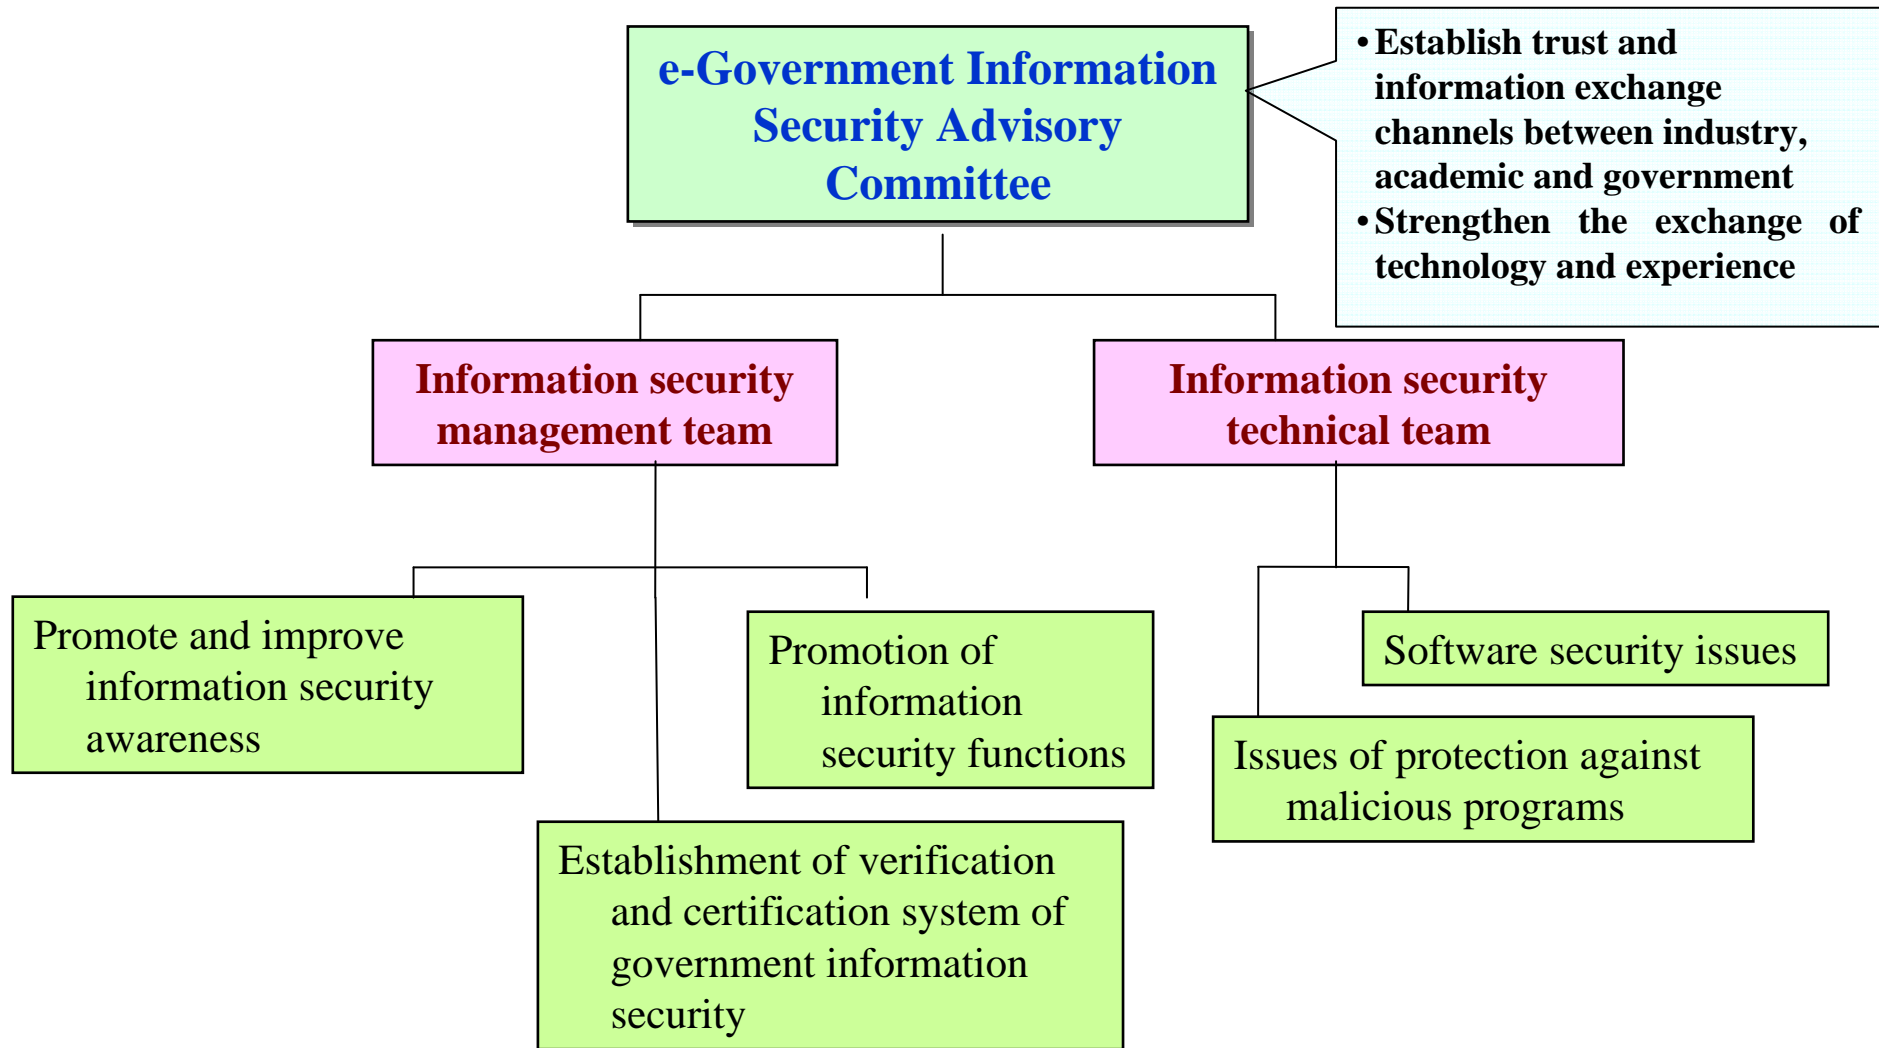 e-Government Information
Security Advisory
Committee
• Establish trust and
information exchange
channels between industry,
academic and government
• Strengthen the exchange of
technology and experience
Information security
management team
Information security
technical team
Promote and improve
information security
awareness
Promotion of
information
security functions
Establishment of verification
and certification system of
government information
security
Software security issues
Issues of protection against
malicious programs